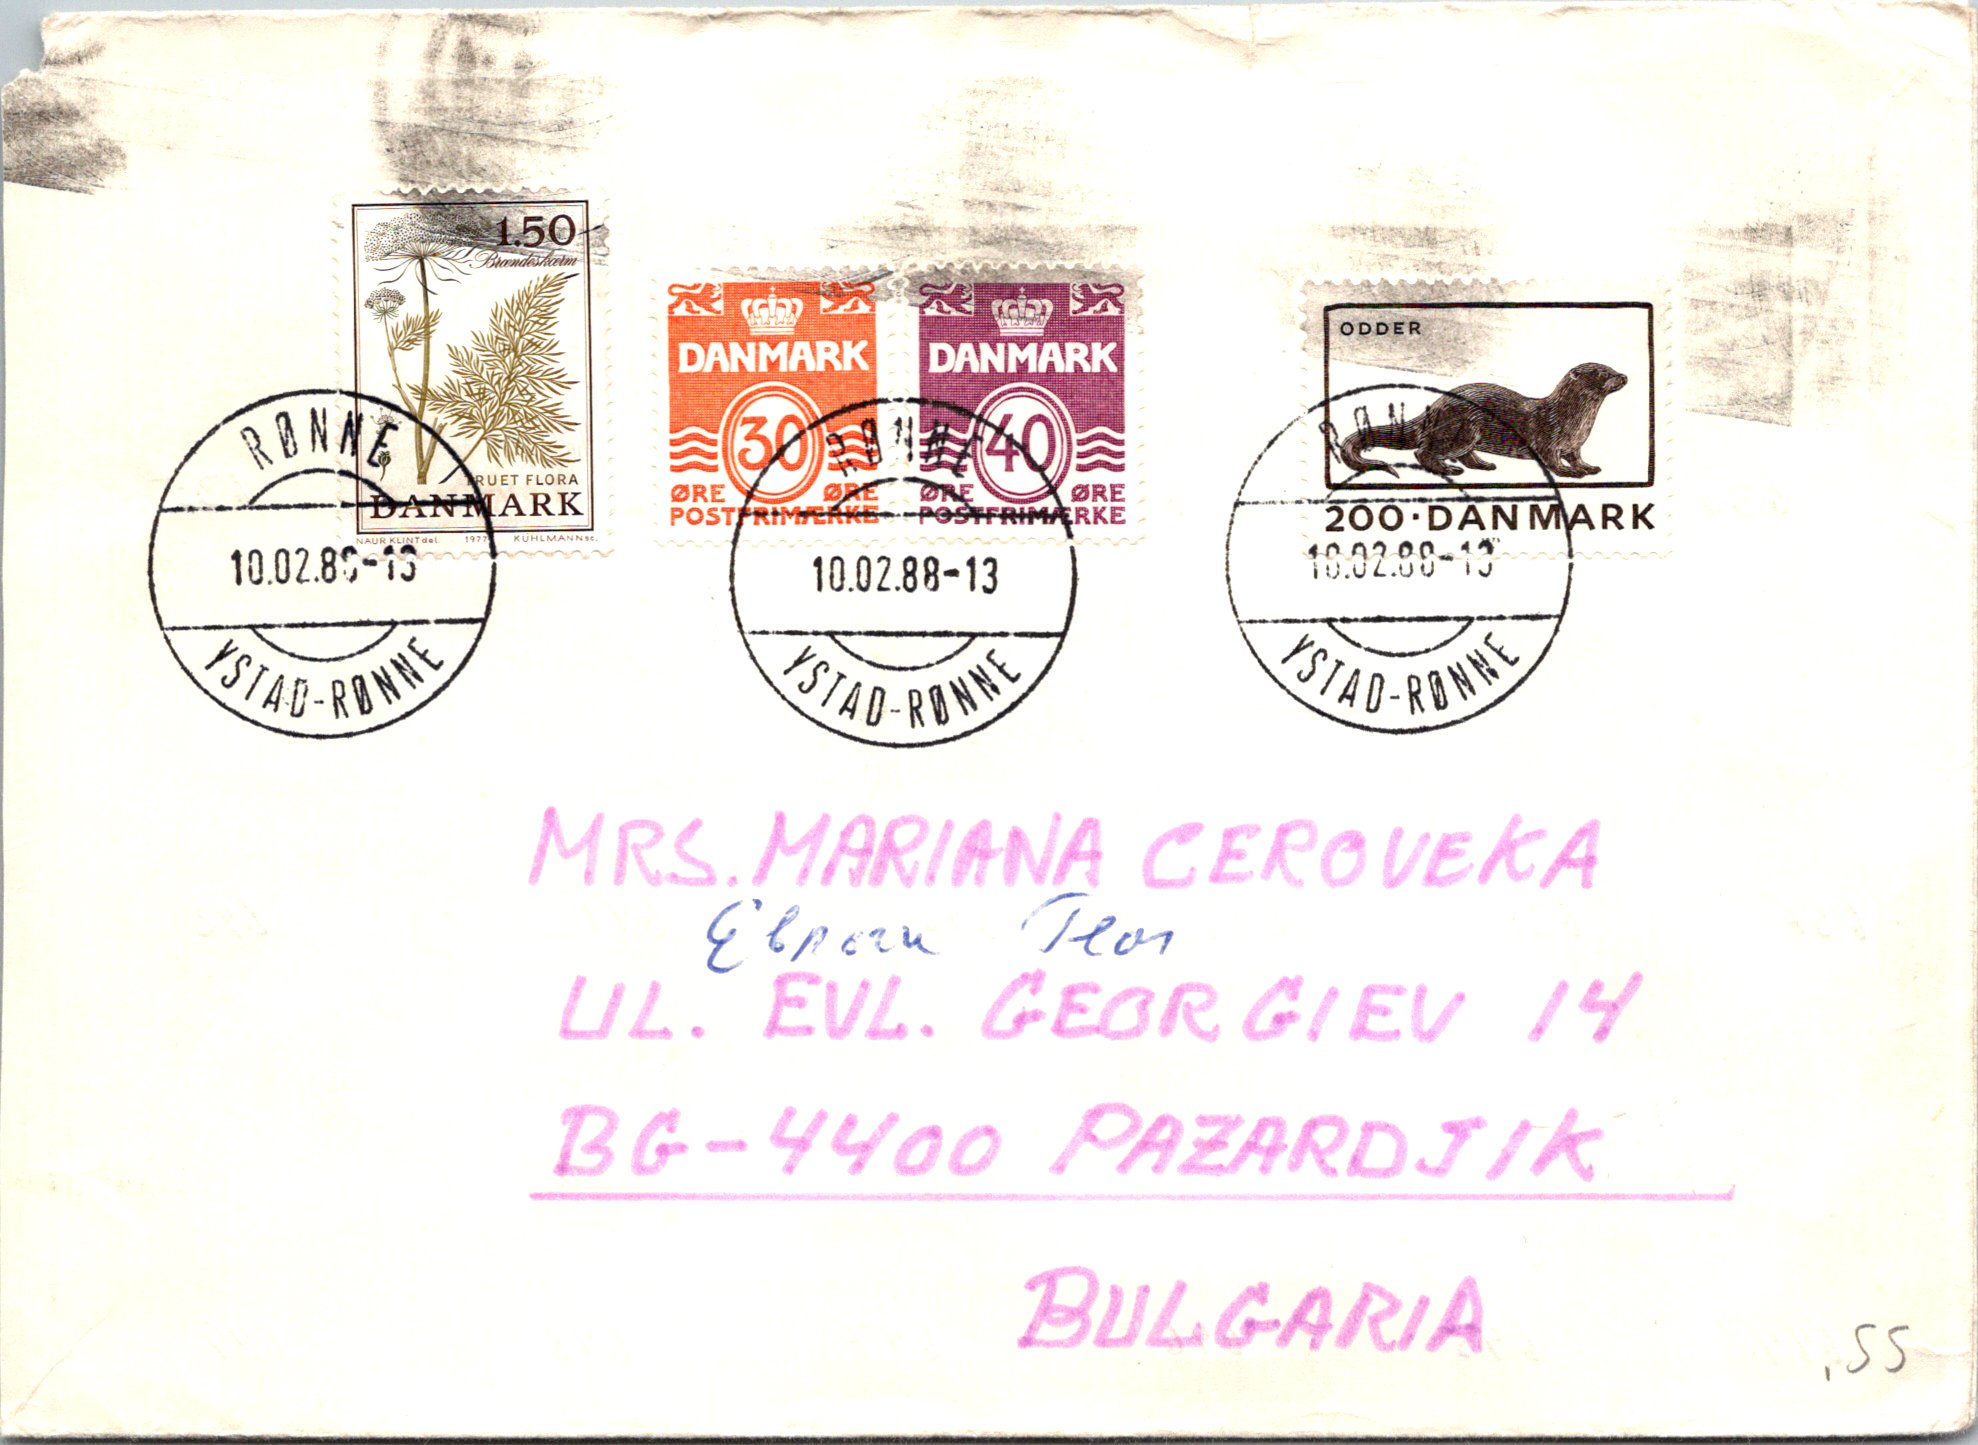 1.50
Brændeskærm
TRUET FLORA
DANMARK
NAUR KLINT del. 1977 KÜHLMANN sc.
DANMARK
30
ØRE ØRE
POSTFRIMÆRKE
DANMARK
40
ØRE ØRE
POSTFRIMÆRKE
ODDER
200·DANMARK
RØNNE
10.02.88-13
YSTAD-RØNNE
RØNNE
10.02.88-13
YSTAD-RØNNE
RØNNE
10.02.88-13
YSTAD-RØNNE
MRS. MARIANA CEROVEKA
UL. EVL. GEORGIEV 14
BG-4400 PAZARDJIK
BULGARIA
.55